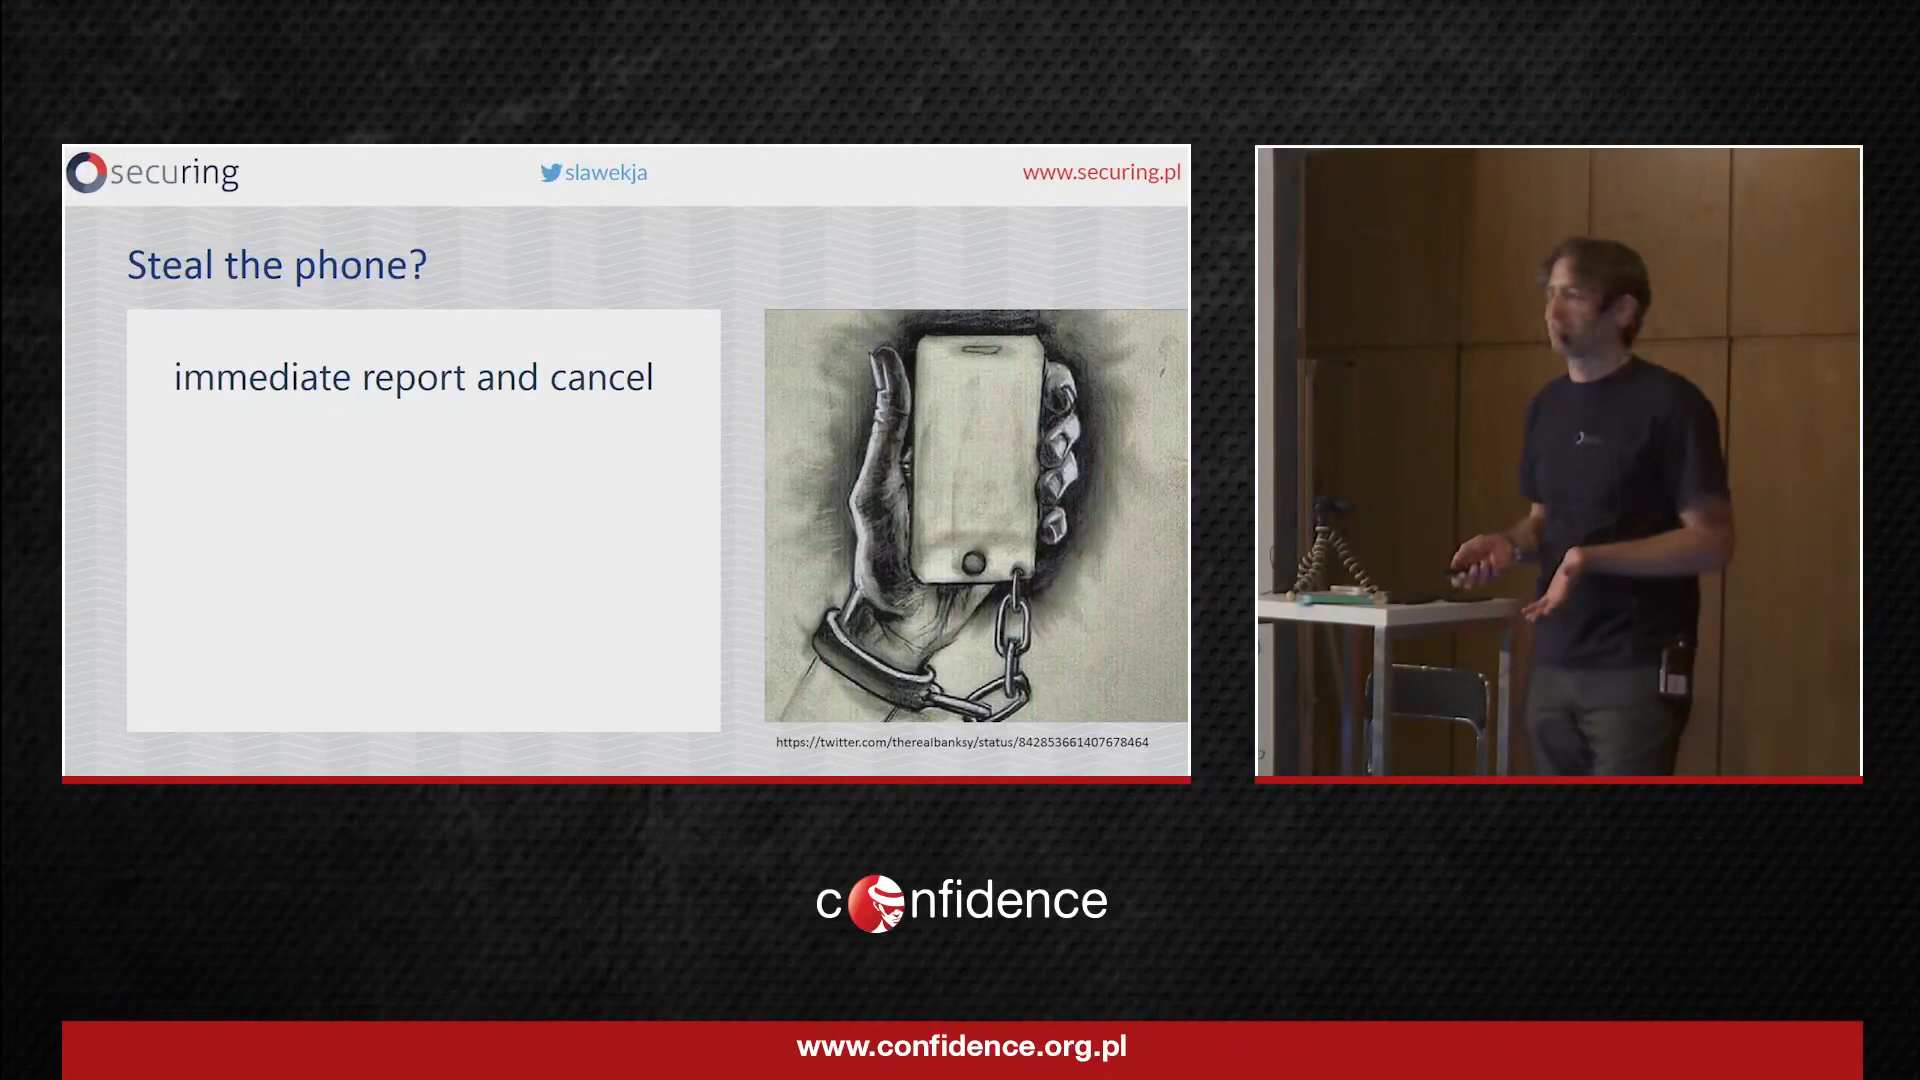 securing
slawekja
www.securing.pl
Steal the phone?
immediate report and cancel
https://twitter.com/therealbanksy/status/842853661407678464
confidence
www.confidence.org.pl